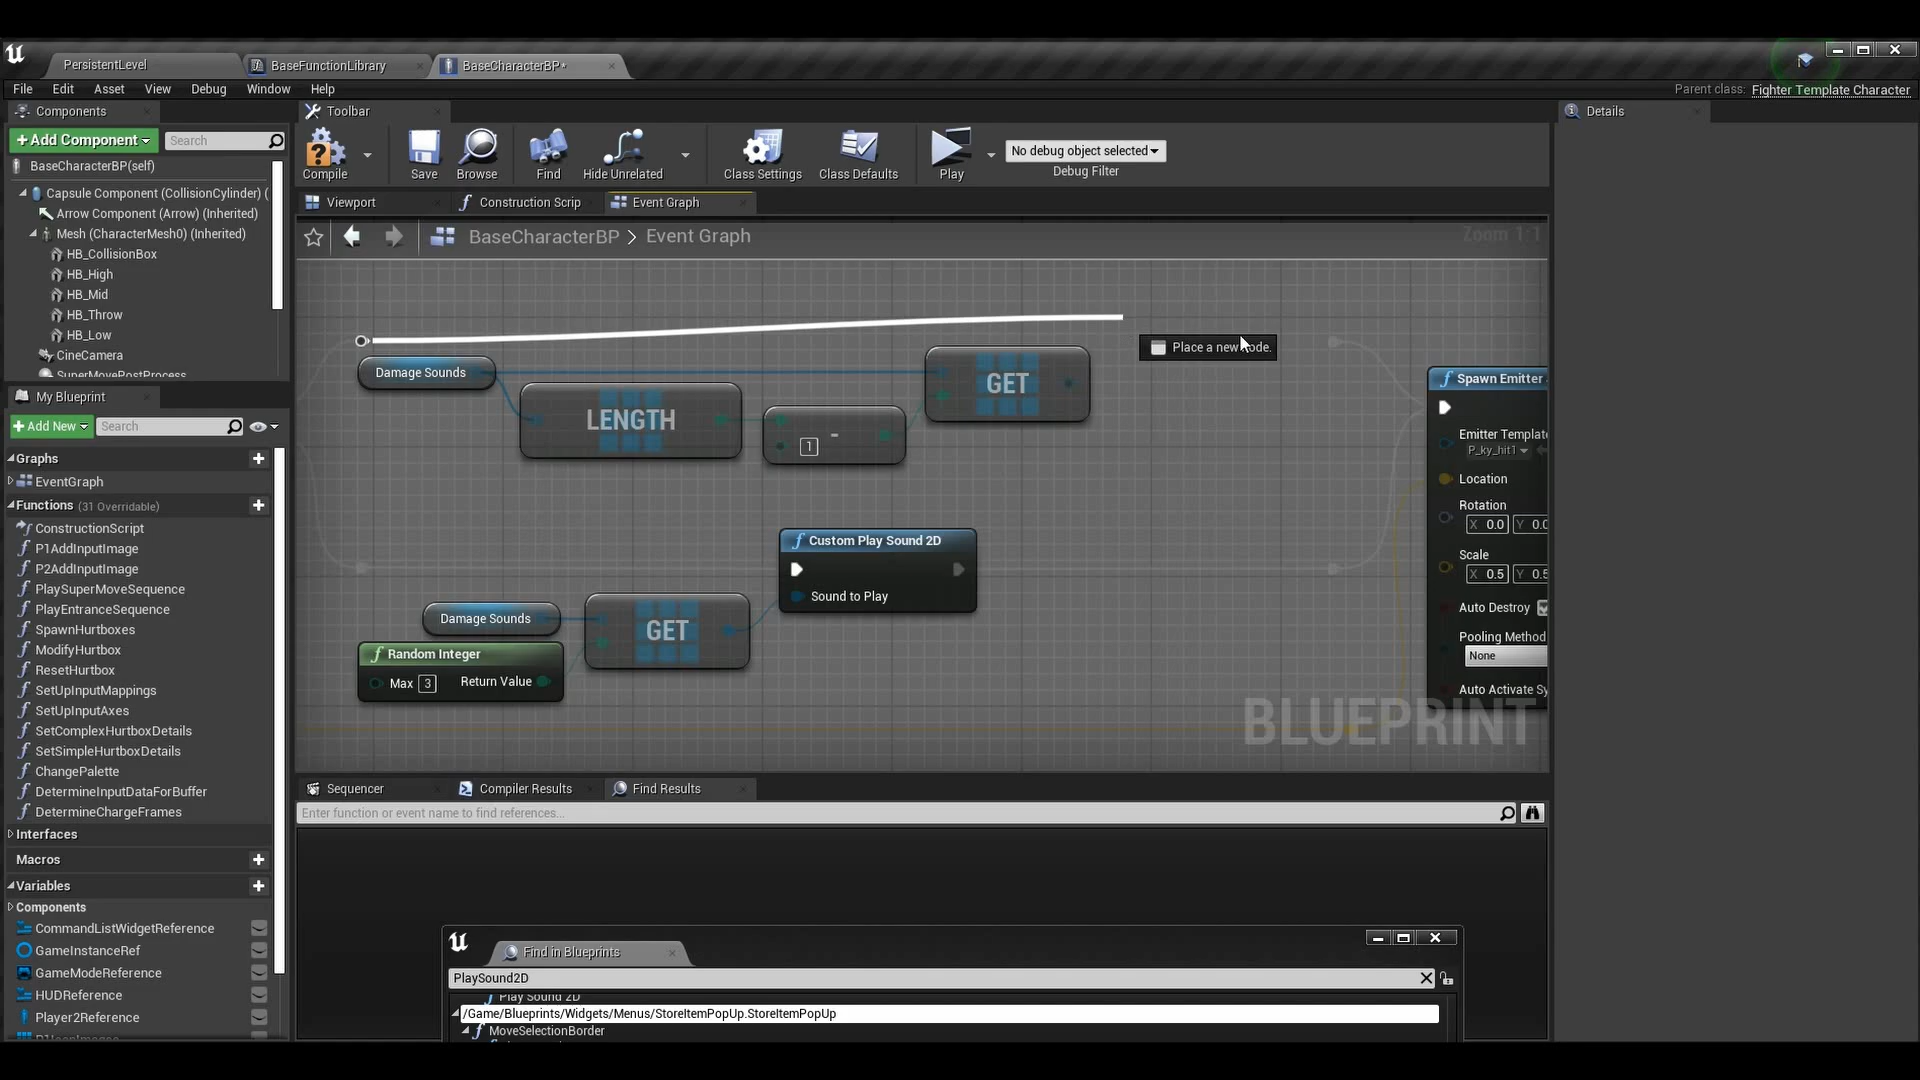 PersistentLevel
BaseFunctionLibrary
BaseCharacterBP*
File Edit Asset View Debug Window Help
Parent class: Fighter Template Character
Components
Toolbar
Details
+ Add Component
Search
BaseCharacterBP(self)
Capsule Component (CollisionCylinder) (
Arrow Component (Arrow) (Inherited)
Mesh (CharacterMesh0) (Inherited)
HB_CollisionBox
HB_High
HB_Mid
HB_Throw
HB_Low
CineCamera
SuperMovePostProcess
Compile
Save
Browse
Find
Hide Unrelated
Class Settings
Class Defaults
Play
No debug object selected
Debug Filter
Viewport
Construction Scrip
Event Graph
BaseCharacterBP > Event Graph
Zoom 1:1
My Blueprint
+ Add New
Search
Graphs
EventGraph
Functions (31 Overridable)
ConstructionScript
P1AddInputImage
P2AddInputImage
PlaySuperMoveSequence
PlayEntranceSequence
SpawnHurtboxes
ModifyHurtbox
ResetHurtbox
SetUpInputMappings
SetUpInputAxes
SetComplexHurtboxDetails
SetSimpleHurtboxDetails
ChangePalette
DetermineInputDataForBuffer
DetermineChargeFrames
Interfaces
Macros
Variables
Components
CommandListWidgetReference
GameInstanceRef
GameModeReference
HUDReference
Player2Reference
Damage Sounds
LENGTH
1
-
GET
Place a new node.
Custom Play Sound 2D
Sound to Play
Damage Sounds
GET
Random Integer
Max 3
Return Value
Spawn Emitter
Emitter Templat
P_ky_hit1
Location
Rotation
X 0.0 Y 0.0
Scale
X 0.5 Y 0.5
Auto Destroy
Pooling Method
None
Auto Activate Sy
BLUEPRINT
Sequencer
Compiler Results
Find Results
Enter function or event name to find references...
Find in Blueprints
PlaySound2D
Play Sound 2D
/Game/Blueprints/Widgets/Menus/StoreItemPopUp.StoreItemPopUp
MoveSelectionBorder